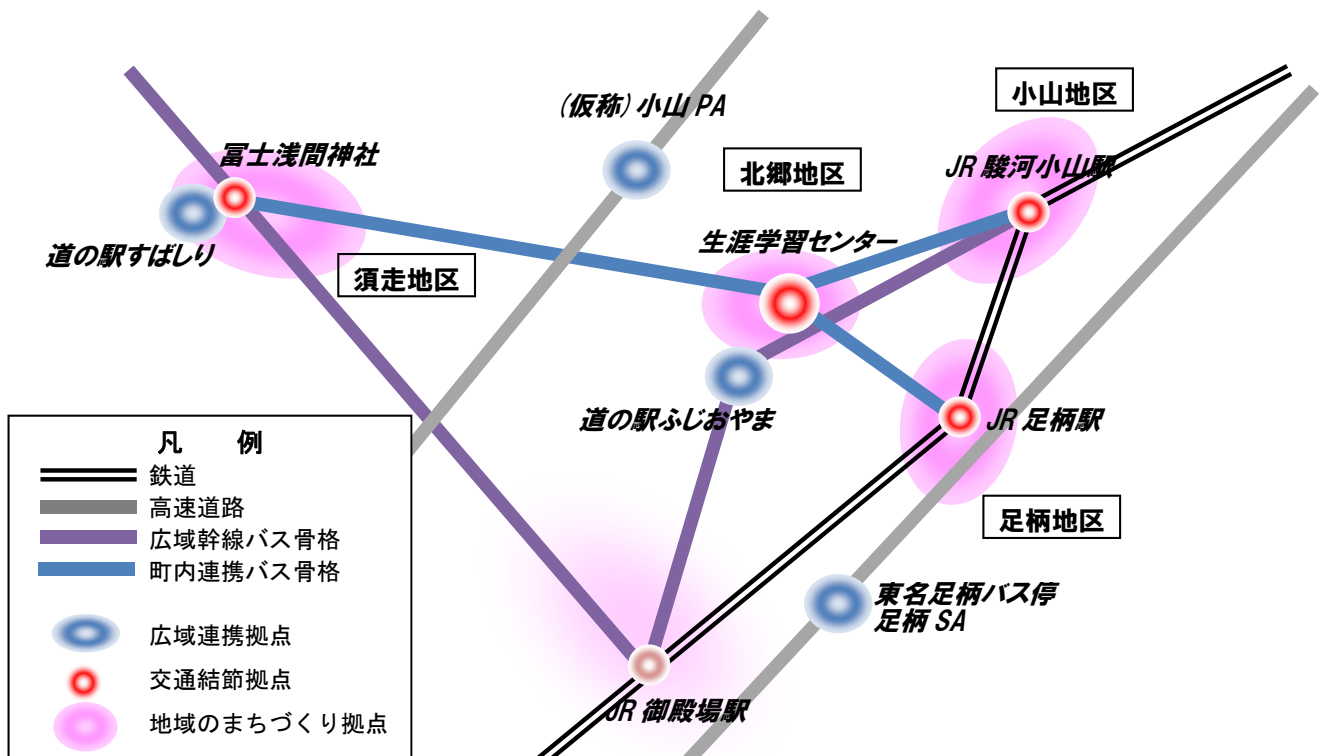 小山地区
(仮称)小山 PA
冨士浅間神社
北郷地区
JR 駿河小山駅
生涯学習センター
道の駅すばしり
須走地区
道の駅ふじおやま
JR 足柄駅
足柄地区
東名足柄バス停
足柄 SA
JR 御殿場駅
凡 例
鉄道
高速道路
広域幹線バス骨格
町内連携バス骨格
広域連携拠点
交通結節拠点
地域のまちづくり拠点